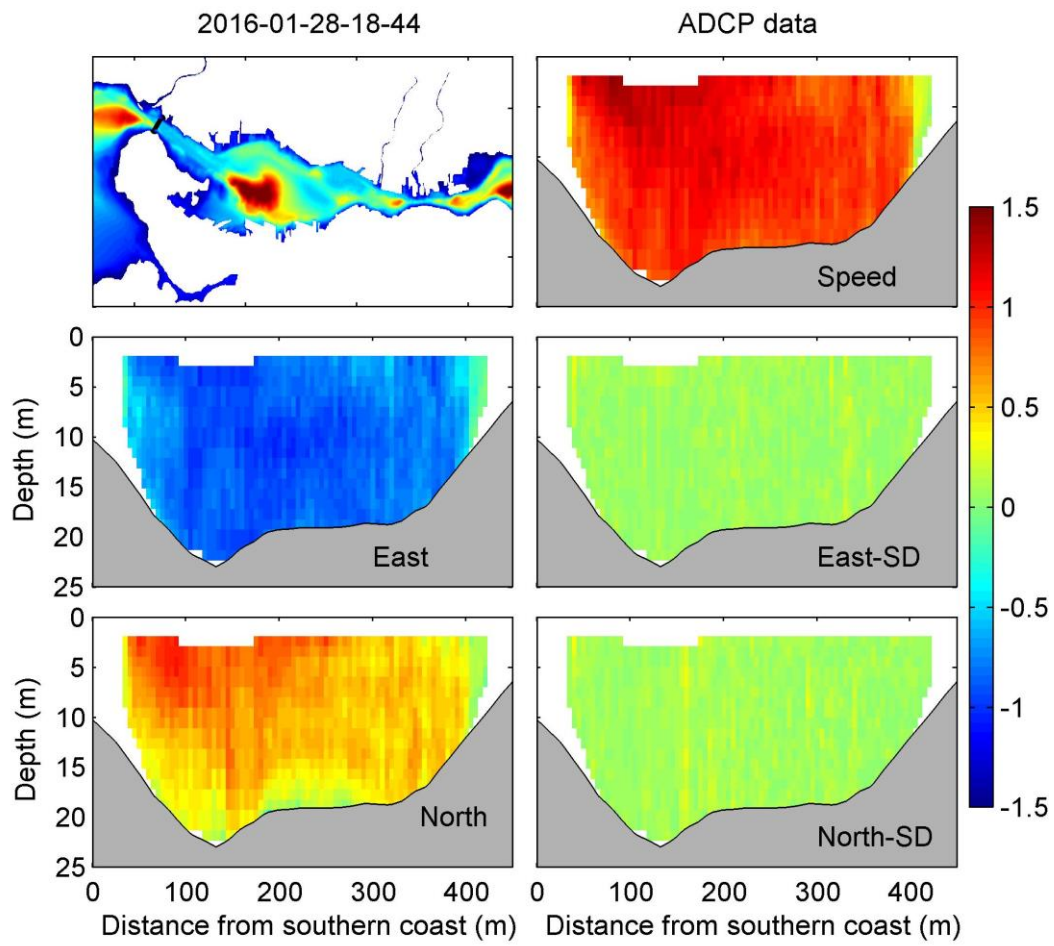 2016-01-28-18-44
ADCP data
Speed
1.5
1
0.5
0
-0.5
-1
-1.5
0
5
10
15
20
25
Depth (m)
East
East-SD
0
5
10
15
20
25
Depth (m)
North
North-SD
0 100 200 300 400
0 100 200 300 400
Distance from southern coast (m)
Distance from southern coast (m)